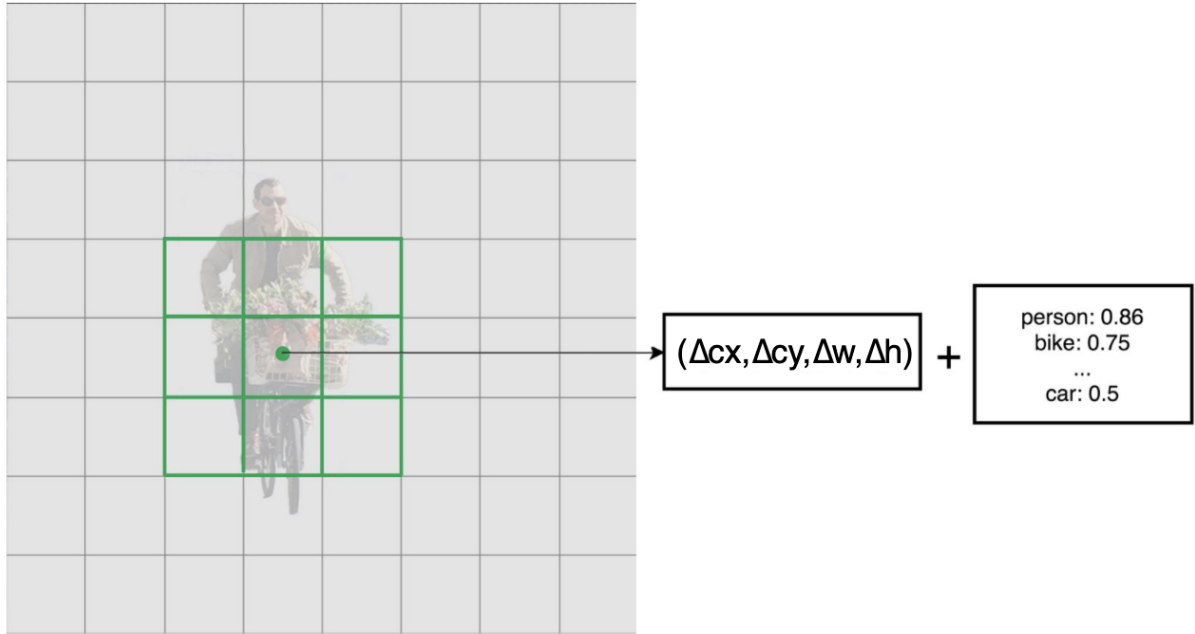 (Δcx,Δcy,Δw,Δh)
+
person: 0.86
bike: 0.75
...
car: 0.5